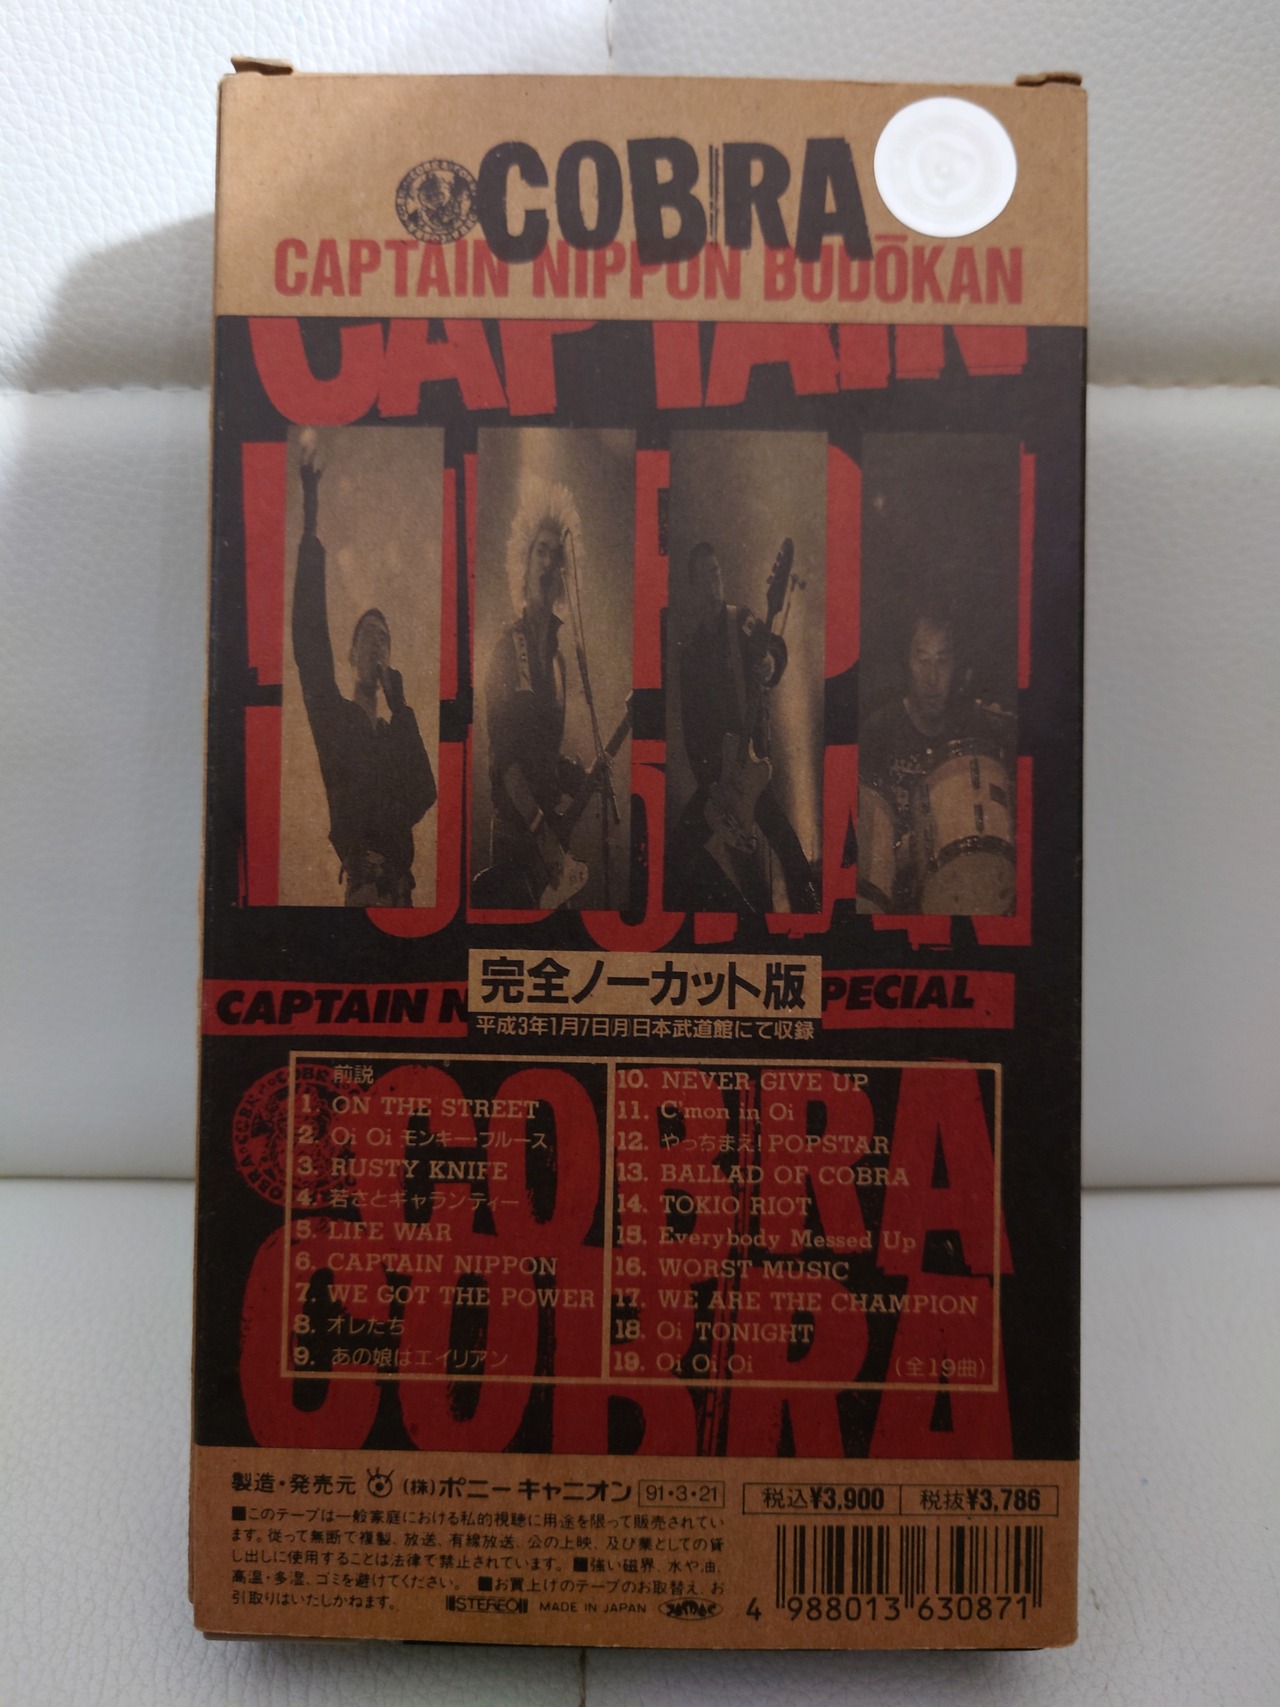 COBRA
CAPTAIN NIPPON BUDŌKAN
CAPTAIN
完全ノーカット版
CAPTAIN N PECIAL
平成3年1月7日(月)日本武道館にて収録
前説
1. ON THE STREET
2. Oi Oi モンキー・ブルース
3. RUSTY KNIFE
4. 若さとギャランティー
5. LIFE WAR
6. CAPTAIN NIPPON
7. WE GOT THE POWER
8. オレたち
9. あの娘はエイリアン
10. NEVER GIVE UP
11. C'mon in Oi
12. やっちまえ! POPSTAR
13. BALLAD OF COBRA
14. TOKIO RIOT
15. Everybody Messed Up
16. WORST MUSIC
17. WE ARE THE CHAMPION
18. Oi TONIGHT
19. Oi Oi Oi (全19曲)
COBRA
COBRA
製造・発売元 (株)ポニーキャニオン 91・3・21
税込¥3,900 税抜¥3,786
■このテープは一般家庭における私的視聴に用途を限って販売されてい
ます。従って無断で複製、放送、有線放送、公の上映、及び業としての貸
し出しに使用することは法律で禁止されています。 ■強い磁界、水や油、
高温・多湿、ゴミを避けてください。 ■お買上げのテープのお取替え、お
引取りはいたしかねます。
STEREO MADE IN JAPAN
4 988013 630871